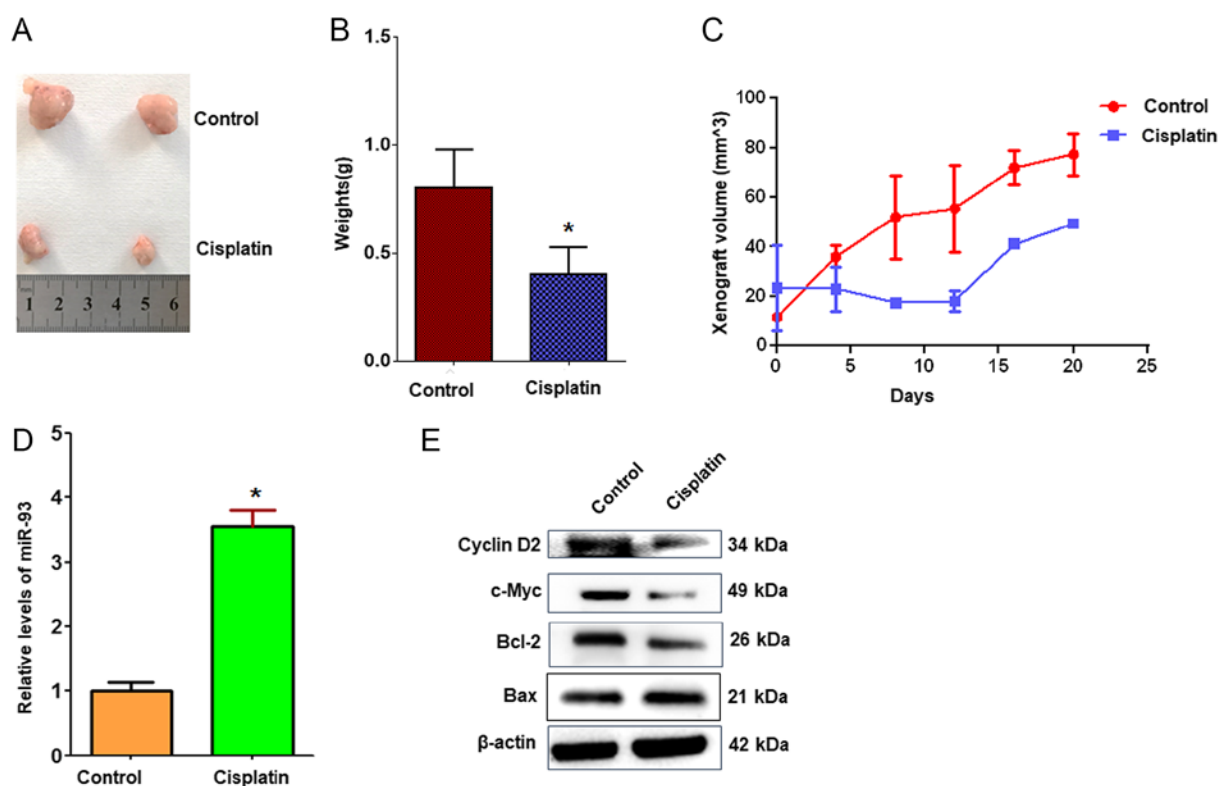 A
Control
Cisplatin
mm
1 2 3 4 5 6
B
1.5
1.0
0.5
0.0
Weights(g)
*
Control Cisplatin
C
100
80
60
40
20
0
Xenograft volume (mm^3)
0 5 10 15 20 25
Days
Control
Cisplatin
D
5
4
3
2
1
0
Relative levels of miR-93
*
Control Cisplatin
E
Control Cisplatin
Cyclin D2 34 kDa
c-Myc 49 kDa
Bcl-2 26 kDa
Bax 21 kDa
β-actin 42 kDa